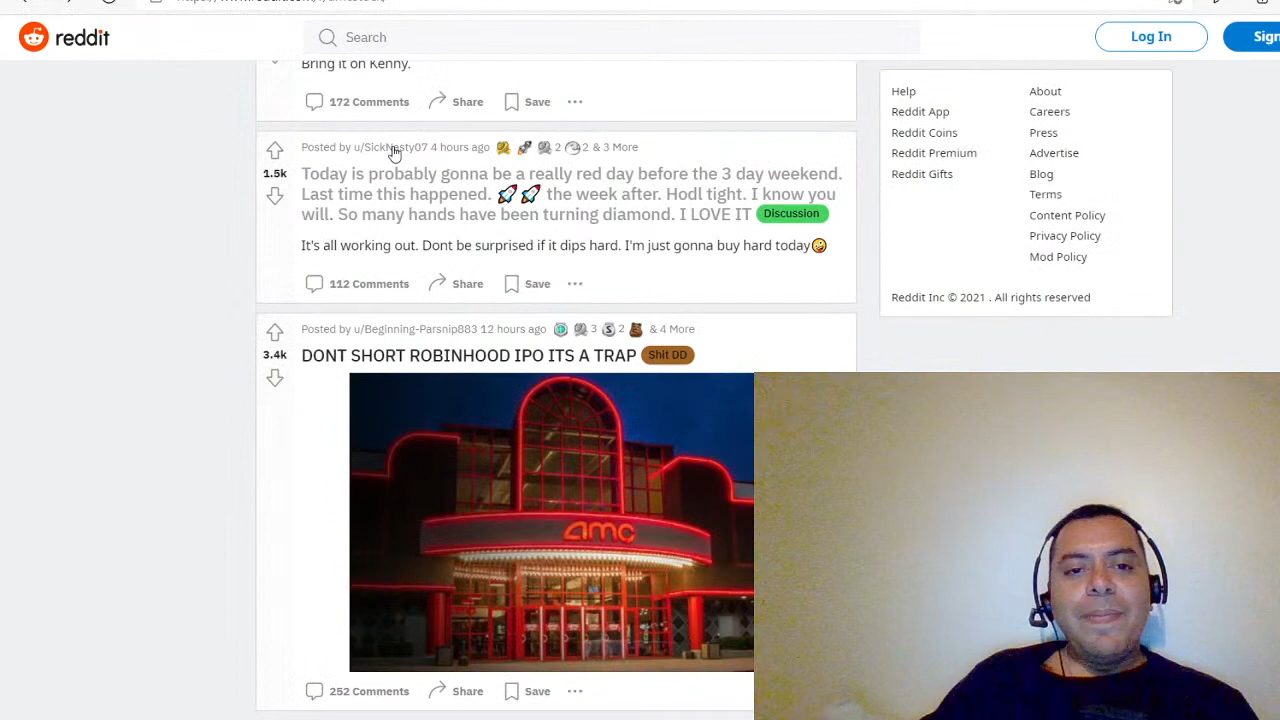 reddit
Search
Log In
Sign
Bring it on Kenny.
172 Comments
Share
Save
Posted by u/SickNasty07 4 hours ago
2
2 & 3 More
1.5k
Today is probably gonna be a really red day before the 3 day weekend.
Last time this happened. 🚀🚀 the week after. Hodl tight. I know you
will. So many hands have been turning diamond. I LOVE IT Discussion
It's all working out. Dont be surprised if it dips hard. I'm just gonna buy hard today🤪
112 Comments
Share
Save
Posted by u/Beginning-Parsnip883 12 hours ago
3
2
& 4 More
3.4k
DONT SHORT ROBINHOOD IPO ITS A TRAP Shit DD
amc
252 Comments
Share
Save
Help
About
Reddit App
Careers
Reddit Coins
Press
Reddit Premium
Advertise
Reddit Gifts
Blog
Terms
Content Policy
Privacy Policy
Mod Policy
Reddit Inc © 2021 . All rights reserved